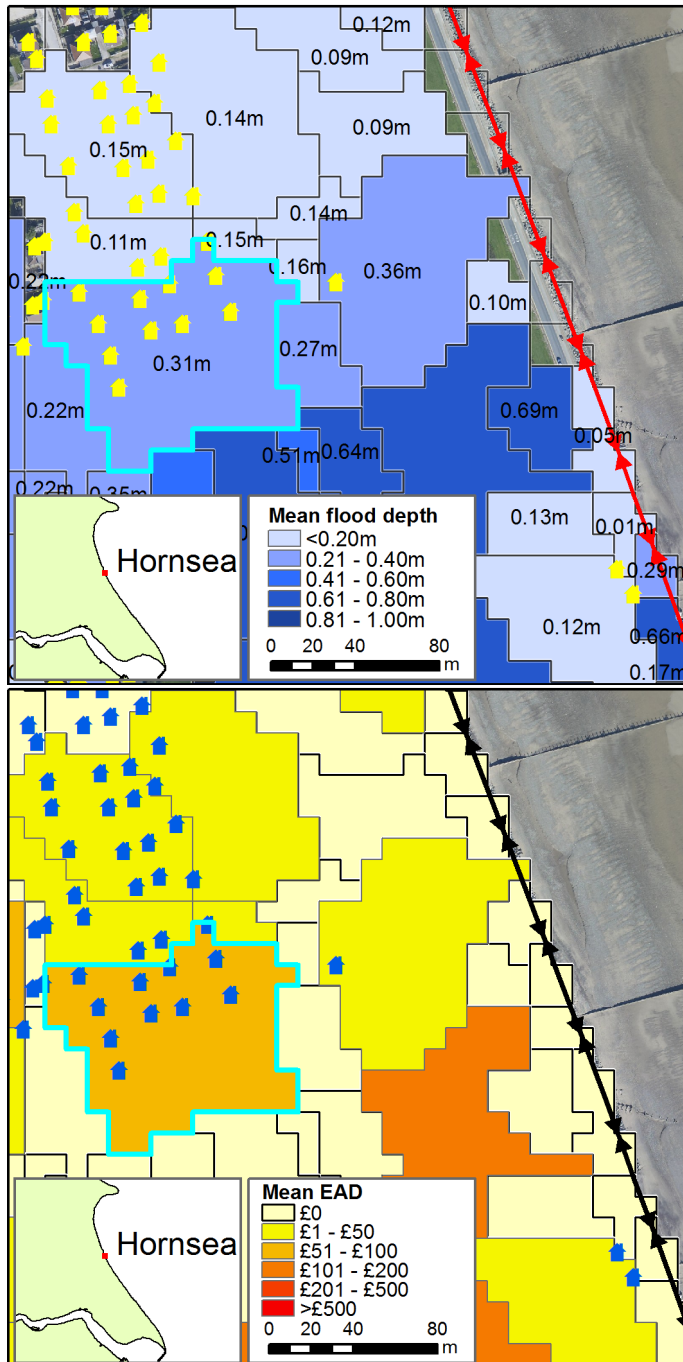 0.12m
0.09m
0.14m
0.09m
0.15m
0.14m
0.11m
0.15m
0.36m
0.16m
0.22m
0.10m
0.27m
0.31m
0.22m
0.69m
0.05m
0.51m
0.64m
0.22m
0.35m
0.13m
0.01m
0.29m
0.12m
0.66m
0.17m
Hornsea
Mean flood depth
<0.20m
0.21 - 0.40m
0.41 - 0.60m
0.61 - 0.80m
0.81 - 1.00m
0 20 40 80
m
Hornsea
Mean EAD
£0
£1 - £50
£51 - £100
£101 - £200
£201 - £500
>£500
0 20 40 80
m